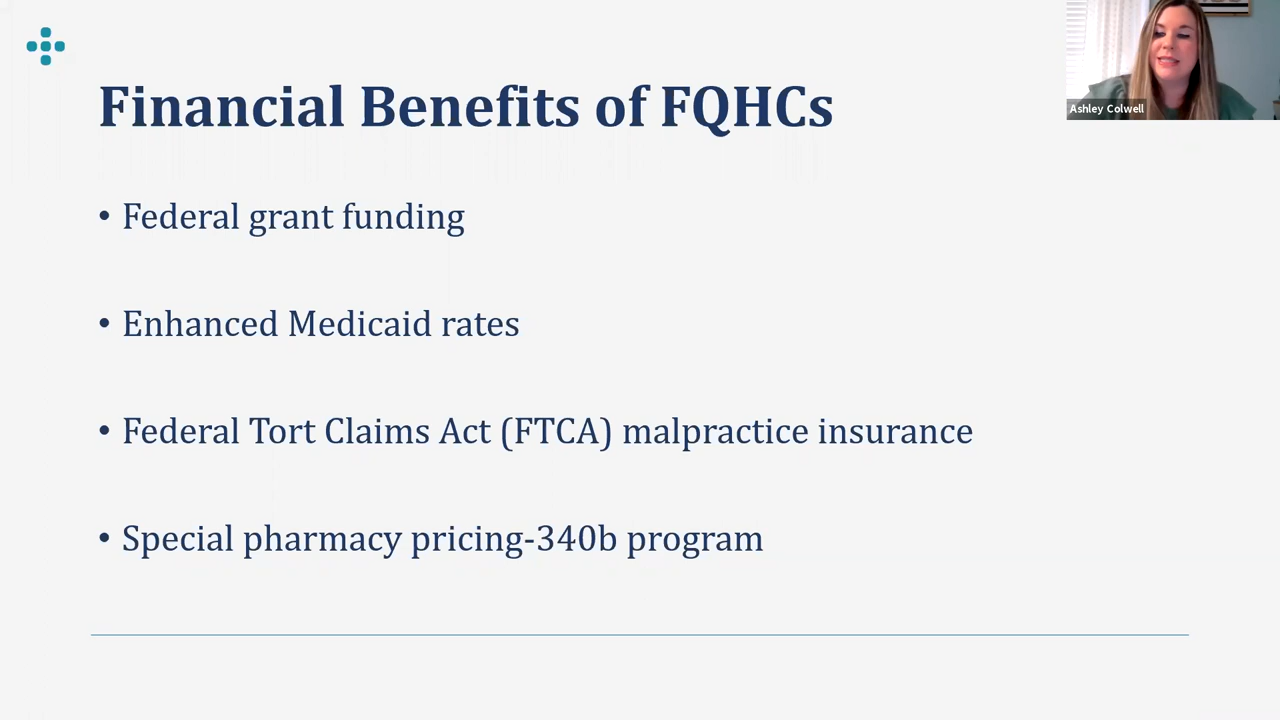 Financial Benefits of FQHCs
Ashley Colwell
• Federal grant funding
• Enhanced Medicaid rates
• Federal Tort Claims Act (FTCA) malpractice insurance
• Special pharmacy pricing-340b program